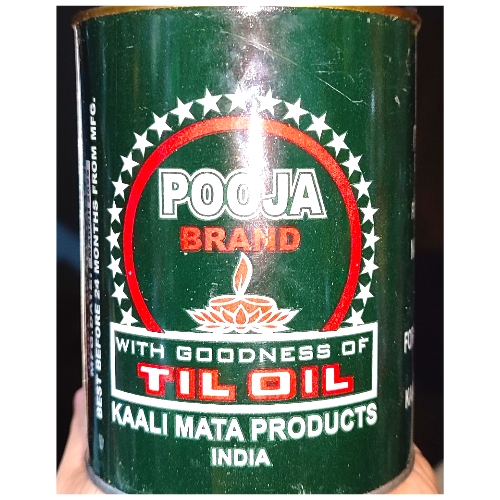 POOJA
BRAND
WITH GOODNESS OF
TIL OIL
KAALI MATA PRODUCTS
INDIA
BEST BEFORE 24 MONTHS FROM MFG.